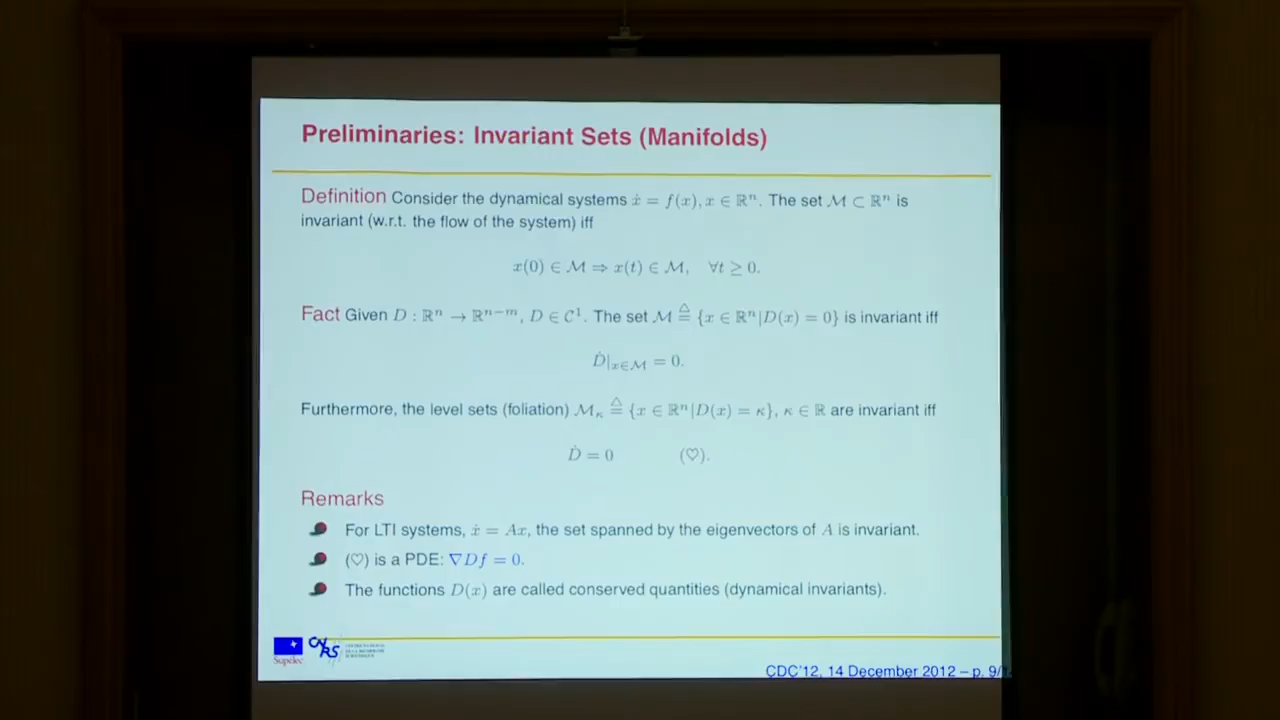 Preliminaries: Invariant Sets (Manifolds)
Definition Consider the dynamical systems ẋ = f(x), x ∈ ℝⁿ. The set ℳ ⊂ ℝⁿ is
invariant (w.r.t. the flow of the system) iff
x(0) ∈ ℳ ⇒ x(t) ∈ ℳ, ∀t ≥ 0.
Fact Given D : ℝⁿ → ℝⁿ⁻ᵐ, D ∈ 𝒞¹. The set ℳ ≜ {x ∈ ℝⁿ|D(x) = 0} is invariant iff
Ḋ|ₓ∈ℳ = 0.
Furthermore, the level sets (foliation) ℳ_κ ≜ {x ∈ ℝⁿ|D(x) = κ}, κ ∈ ℝ are invariant iff
Ḋ = 0 (♡).
Remarks
For LTI systems, ẋ = Ax, the set spanned by the eigenvectors of A is invariant.
(♡) is a PDE: ∇Df = 0.
The functions D(x) are called conserved quantities (dynamical invariants).
Supélec
CNRS
CDC'12, 14 December 2012 – p. 9/